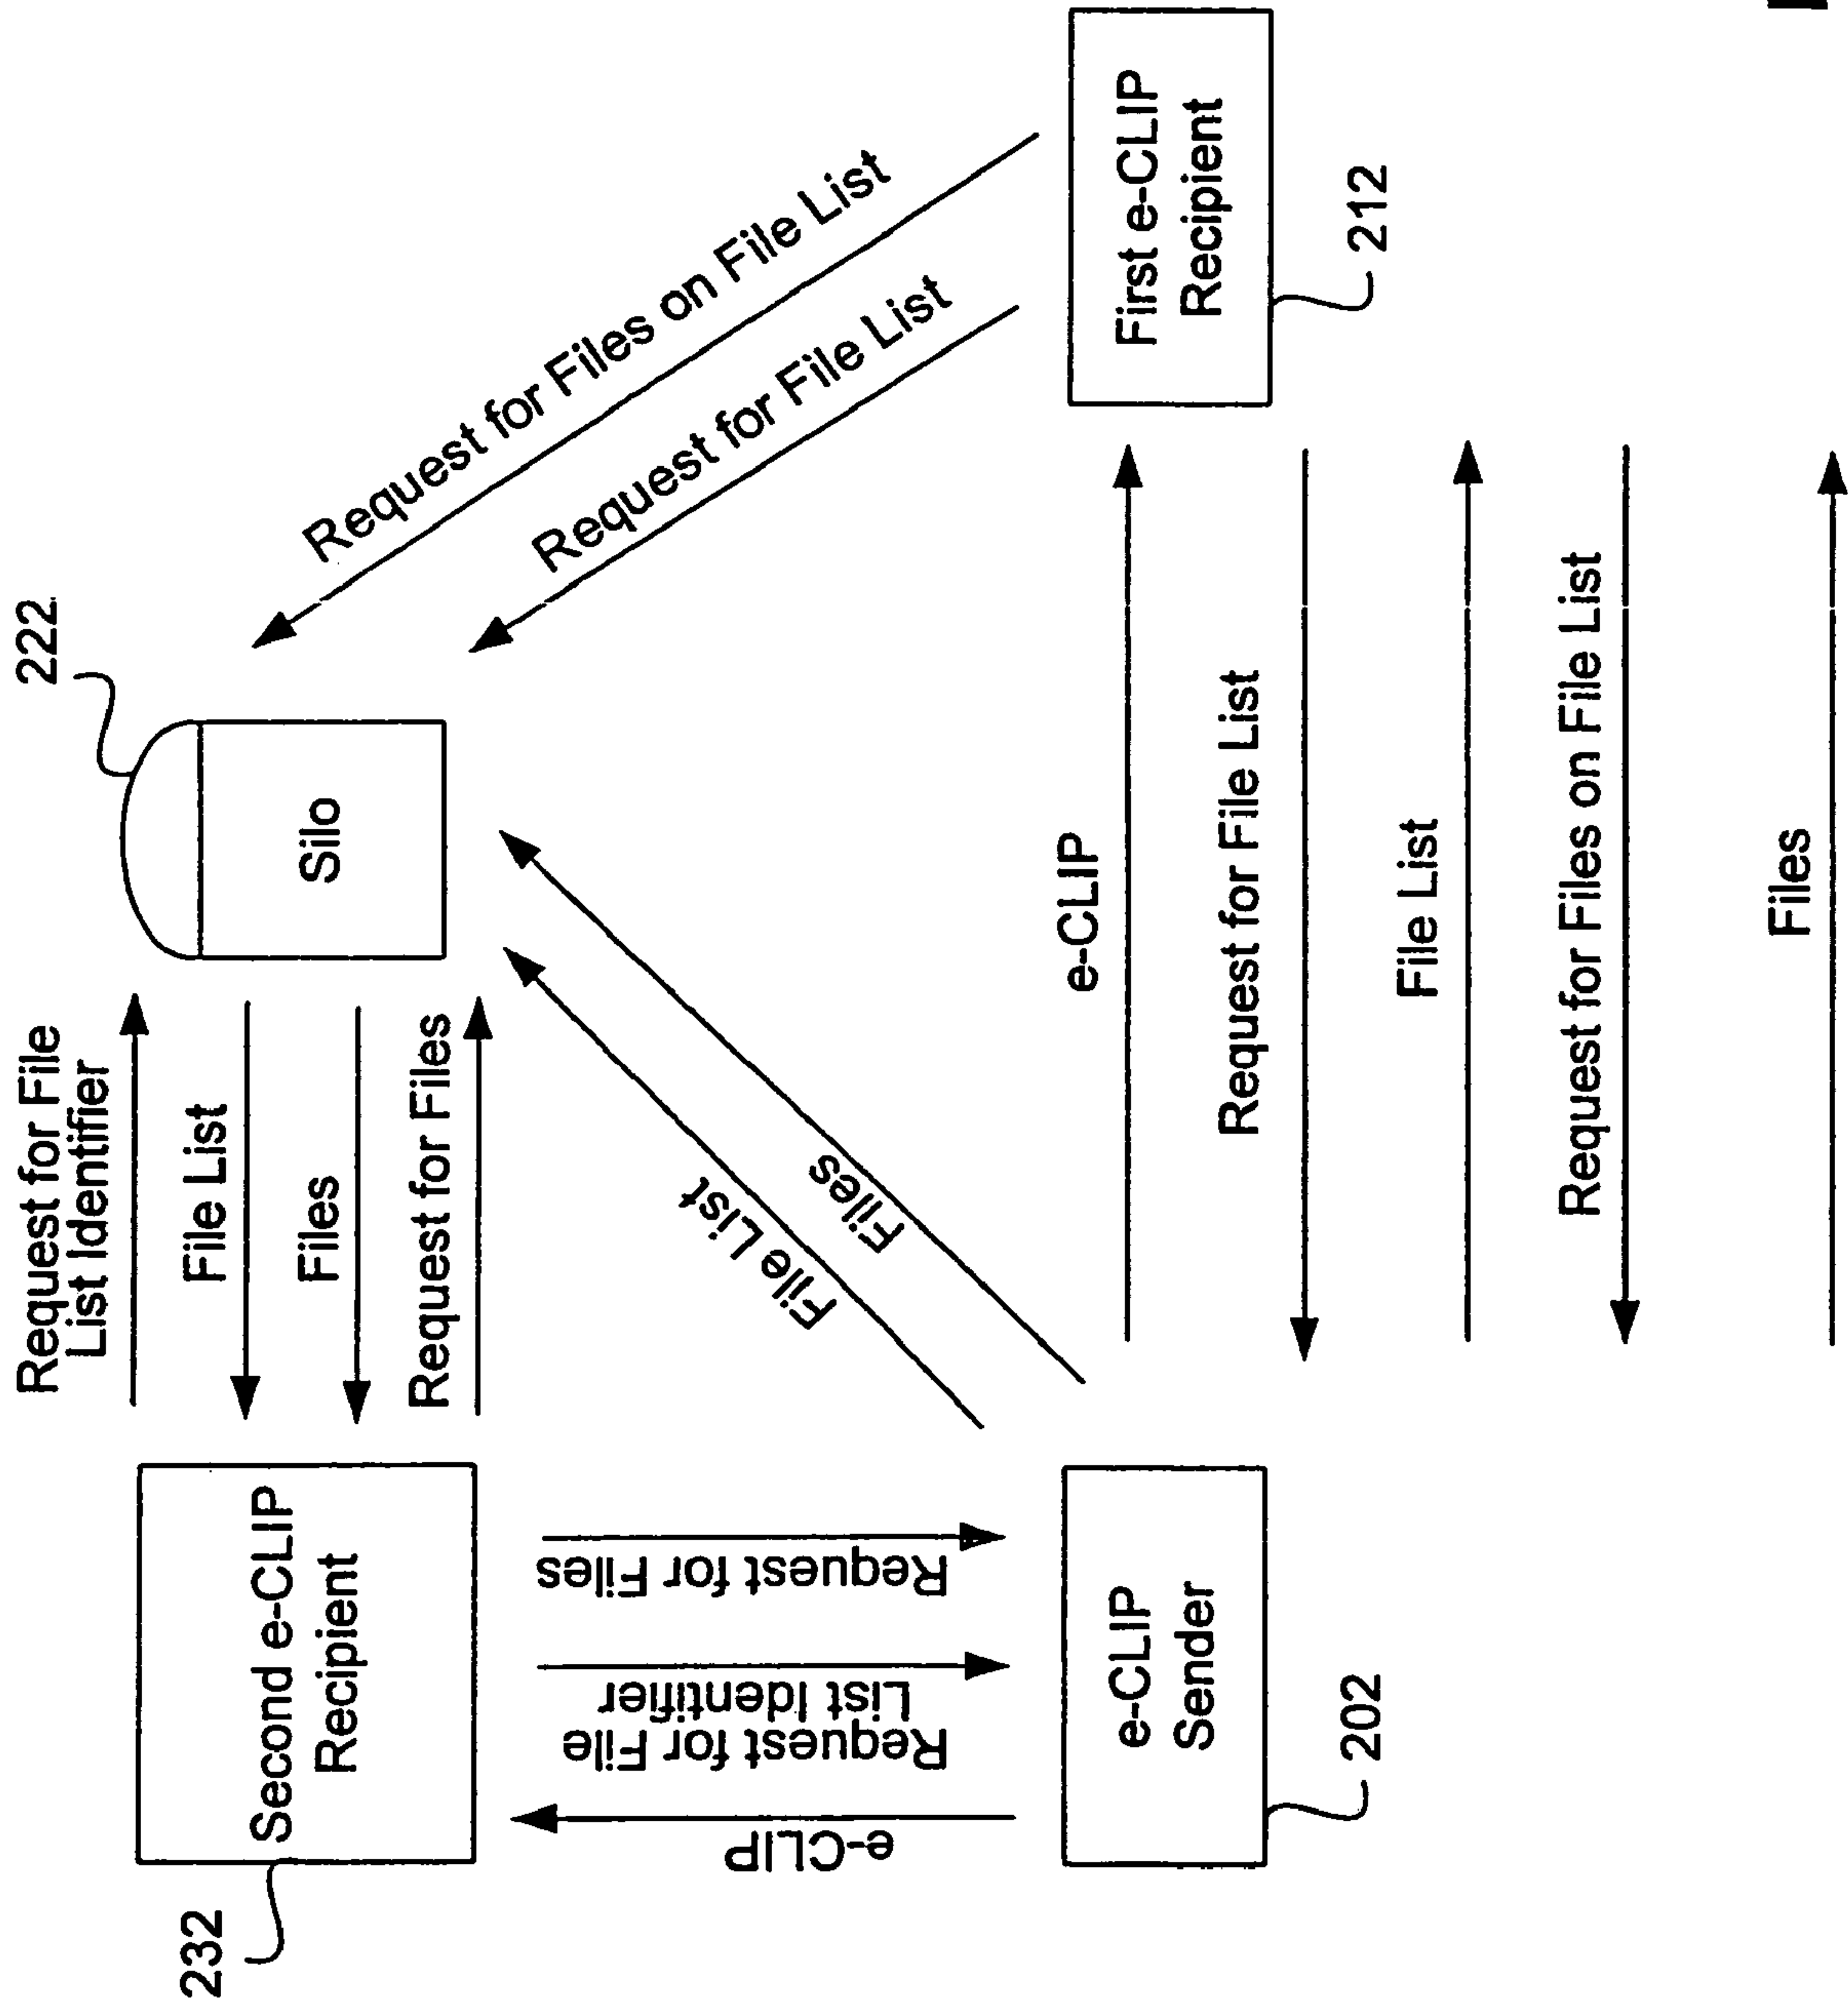 222
Request for File
List Identifier
File List
Files
Request for Files
Silo
Request for Files on File List
Request for File List
232
Second e-CLIP
Recipient
File List
Files
e-CLIP
Request for File
List Identifier
Request for Files
e-CLIP
Sender
202
First e-CLIP
Recipient
212
e-CLIP
Request for File List
File List
Request for Files on File List
Files